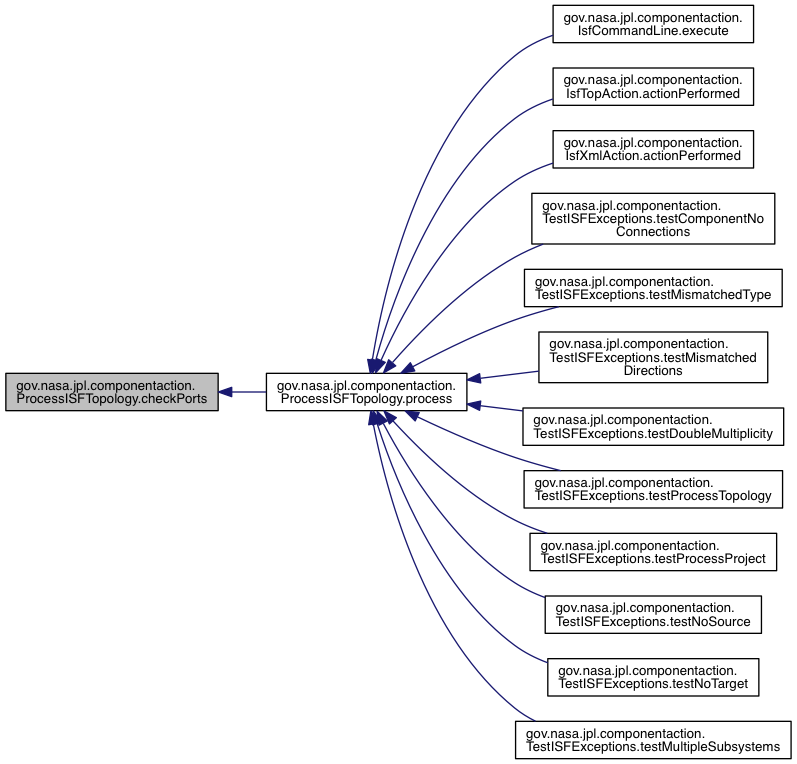 gov.nasa.jpl.componentaction.
IsfCommandLine.execute
gov.nasa.jpl.componentaction.
IsfTopAction.actionPerformed
gov.nasa.jpl.componentaction.
IsfXmlAction.actionPerformed
gov.nasa.jpl.componentaction.
TestISFExceptions.testComponentNo
Connections
gov.nasa.jpl.componentaction.
TestISFExceptions.testMismatchedType
gov.nasa.jpl.componentaction.
TestISFExceptions.testMismatched
Directions
gov.nasa.jpl.componentaction.
ProcessISFTopology.checkPorts
gov.nasa.jpl.componentaction.
ProcessISFTopology.process
gov.nasa.jpl.componentaction.
TestISFExceptions.testDoubleMultiplicity
gov.nasa.jpl.componentaction.
TestISFExceptions.testProcessTopology
gov.nasa.jpl.componentaction.
TestISFExceptions.testProcessProject
gov.nasa.jpl.componentaction.
TestISFExceptions.testNoSource
gov.nasa.jpl.componentaction.
TestISFExceptions.testNoTarget
gov.nasa.jpl.componentaction.
TestISFExceptions.testMultipleSubsystems